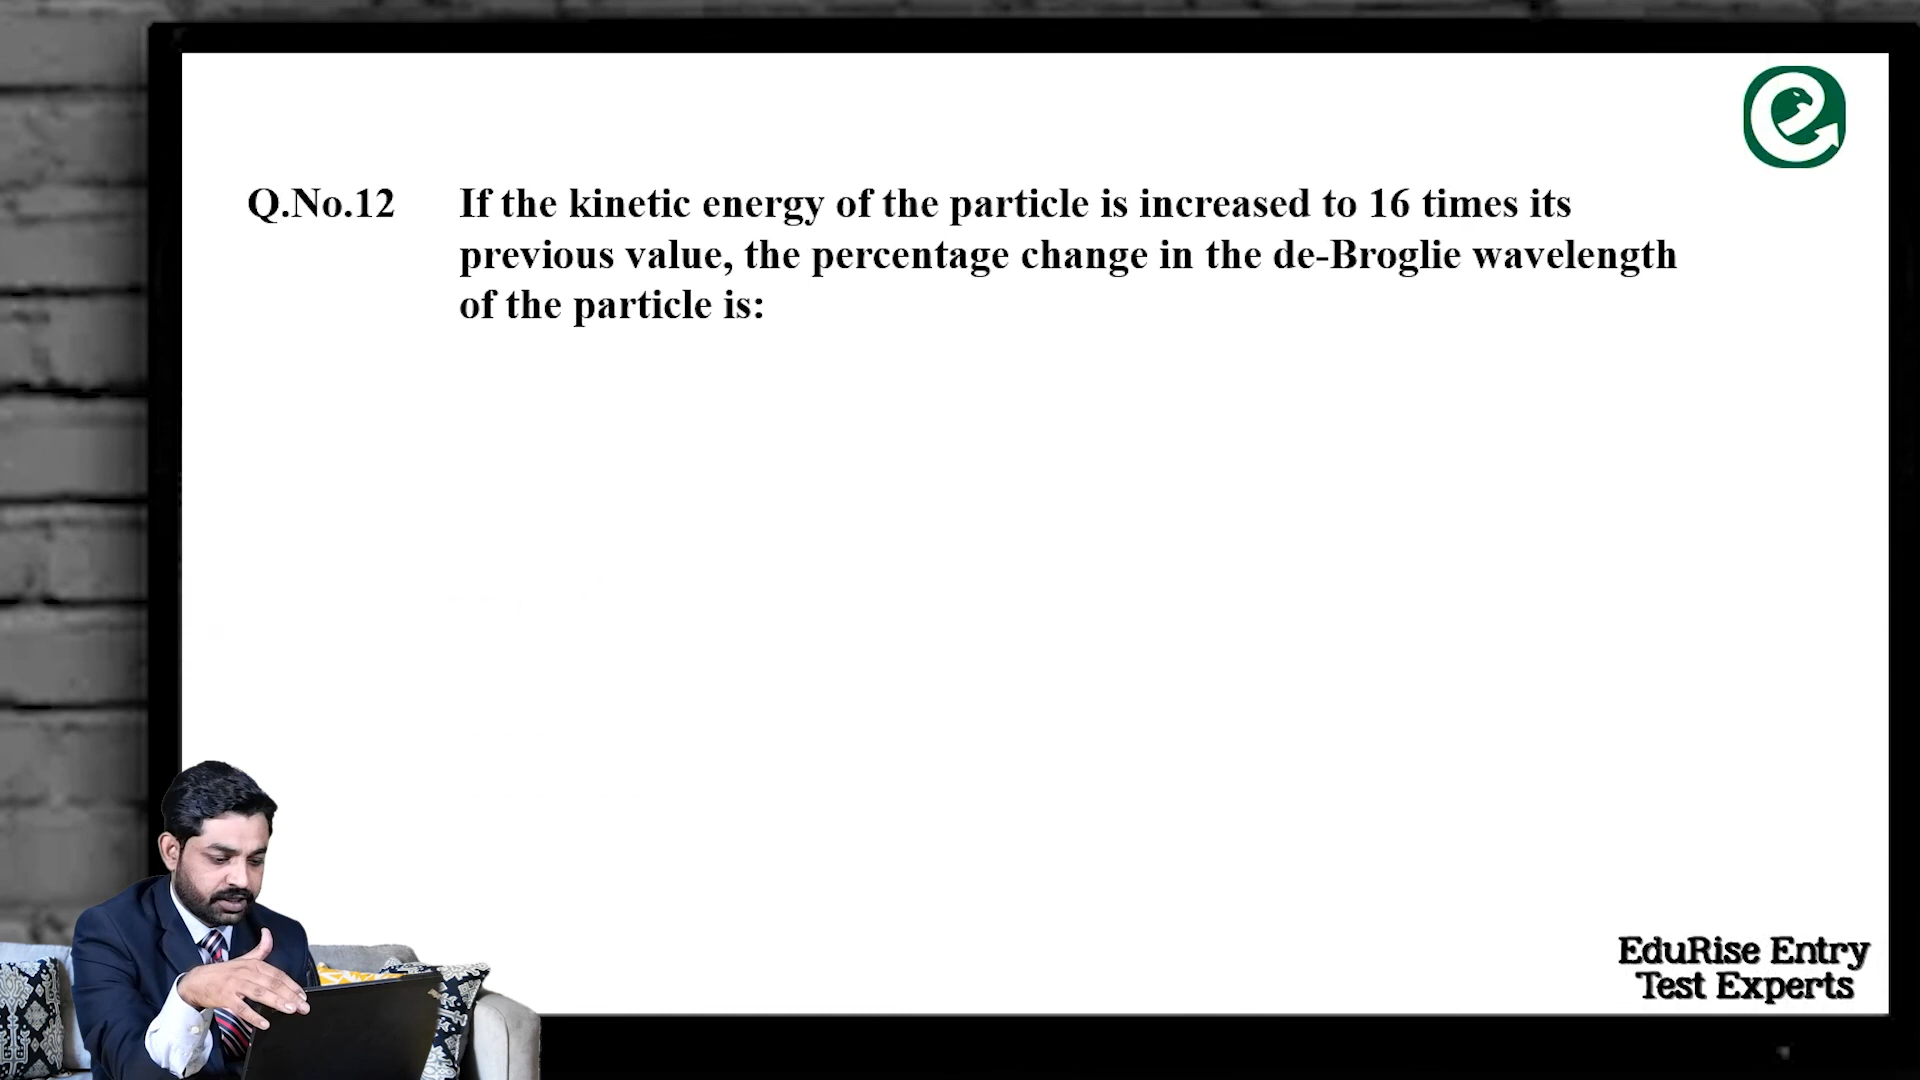 Q.No.12 If the kinetic energy of the particle is increased to 16 times its
previous value, the percentage change in the de-Broglie wavelength
of the particle is:
EduRise Entry
Test Experts